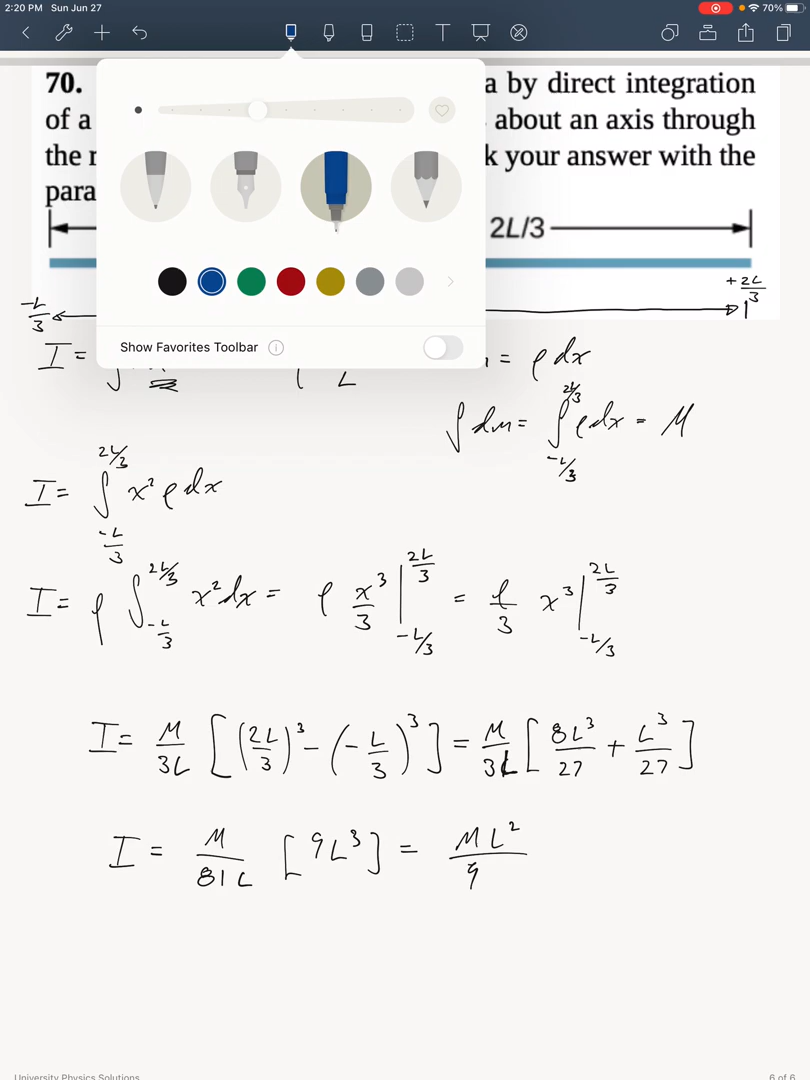 2:20 PM Sun Jun 27
70%
70. a by direct integration
of a about an axis through
the r k your answer with the
para
2L/3
-L/3
+2L/3
Show Favorites Toolbar
I = ∫ ρ L = ρ dx
∫ dm = ∫_{-L/3}^{2L/3} ρ dx = M
I = ∫_{-L/3}^{2L/3} x² ρ dx
I = ρ ∫_{-L/3}^{2L/3} x² dx = ρ x³/3 |_{-L/3}^{2L/3} = ρ/3 x³ |_{-L/3}^{2L/3}
I = M/3L [(2L/3)³ - (-L/3)³] = M/3L [8L³/27 + L³/27]
I = M/81L [9L³] = ML²/9
University Physics Solutions
6 of 6